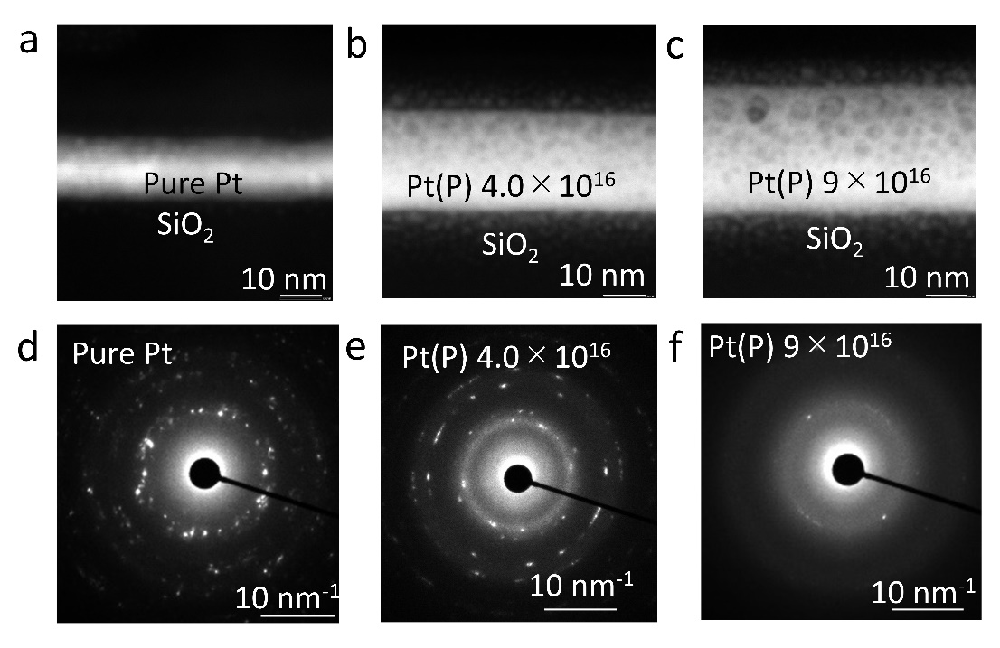 a
b
c
Pure Pt
SiO₂
10 nm
Pt(P) 4.0 × 10¹⁶
SiO₂
10 nm
Pt(P) 9 × 10¹⁶
SiO₂
10 nm
d
Pure Pt
10 nm⁻¹
e
Pt(P) 4.0 × 10¹⁶
10 nm⁻¹
f
Pt(P) 9 × 10¹⁶
10 nm⁻¹